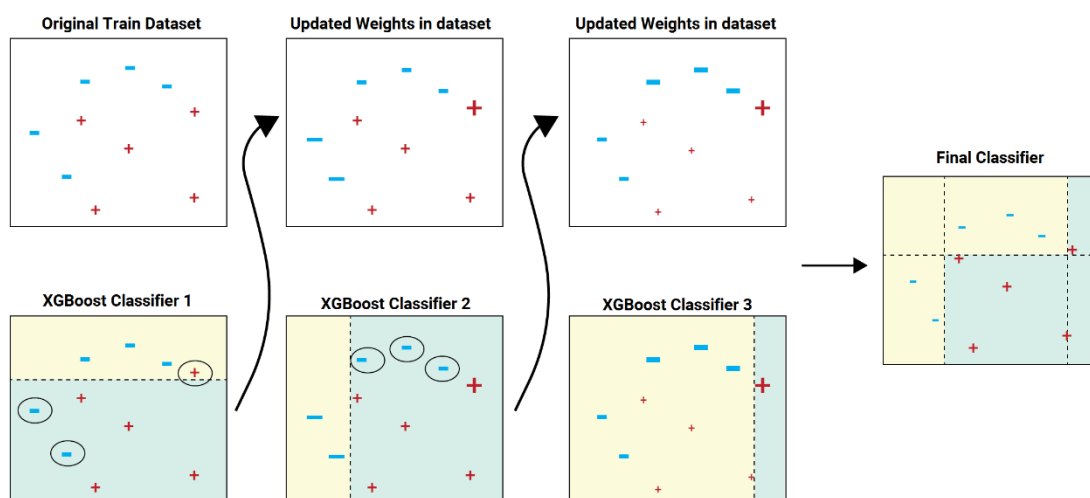 Original Train Dataset
Updated Weights in dataset
Updated Weights in dataset
Final Classifier
XGBoost Classifier 1
XGBoost Classifier 2
XGBoost Classifier 3